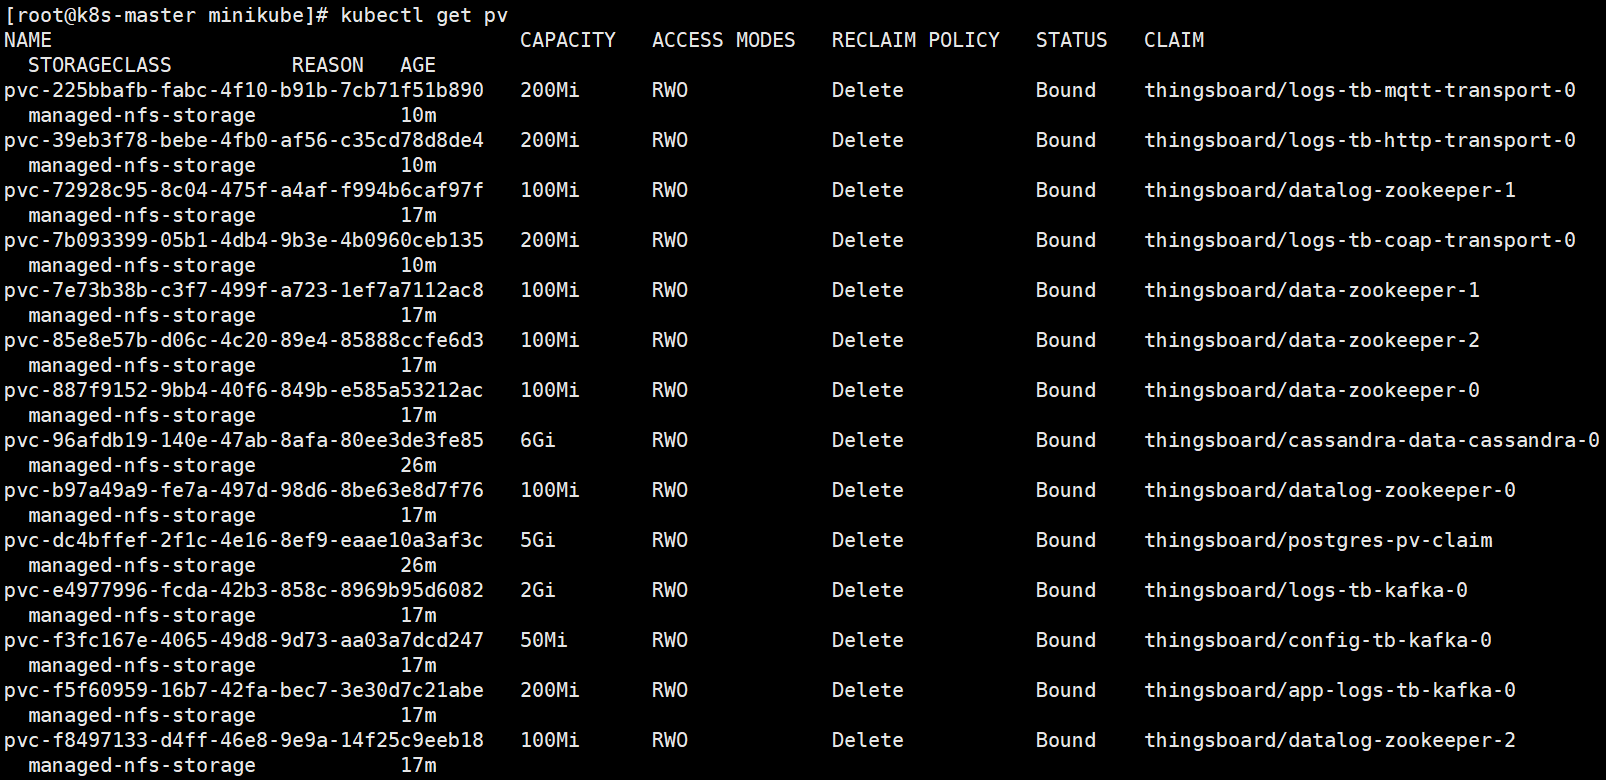 [root@k8s-master minikube]# kubectl get pv
NAME                                       CAPACITY   ACCESS MODES   RECLAIM POLICY   STATUS   CLAIM
  STORAGECLASS          REASON   AGE
pvc-225bbafb-fabc-4f10-b91b-7cb71f51b890   200Mi      RWO            Delete           Bound    thingsboard/logs-tb-mqtt-transport-0
  managed-nfs-storage            10m
pvc-39eb3f78-bebe-4fb0-af56-c35cd78d8de4   200Mi      RWO            Delete           Bound    thingsboard/logs-tb-http-transport-0
  managed-nfs-storage            10m
pvc-72928c95-8c04-475f-a4af-f994b6caf97f   100Mi      RWO            Delete           Bound    thingsboard/datalog-zookeeper-1
  managed-nfs-storage            17m
pvc-7b093399-05b1-4db4-9b3e-4b0960ceb135   200Mi      RWO            Delete           Bound    thingsboard/logs-tb-coap-transport-0
  managed-nfs-storage            10m
pvc-7e73b38b-c3f7-499f-a723-1ef7a7112ac8   100Mi      RWO            Delete           Bound    thingsboard/data-zookeeper-1
  managed-nfs-storage            17m
pvc-85e8e57b-d06c-4c20-89e4-85888ccfe6d3   100Mi      RWO            Delete           Bound    thingsboard/data-zookeeper-2
  managed-nfs-storage            17m
pvc-887f9152-9bb4-40f6-849b-e585a53212ac   100Mi      RWO            Delete           Bound    thingsboard/data-zookeeper-0
  managed-nfs-storage            17m
pvc-96afdb19-140e-47ab-8afa-80ee3de3fe85   6Gi        RWO            Delete           Bound    thingsboard/cassandra-data-cassandra-0
  managed-nfs-storage            26m
pvc-b97a49a9-fe7a-497d-98d6-8be63e8d7f76   100Mi      RWO            Delete           Bound    thingsboard/datalog-zookeeper-0
  managed-nfs-storage            17m
pvc-dc4bffef-2f1c-4e16-8ef9-eaae10a3af3c   5Gi        RWO            Delete           Bound    thingsboard/postgres-pv-claim
  managed-nfs-storage            26m
pvc-e4977996-fcda-42b3-858c-8969b95d6082   2Gi        RWO            Delete           Bound    thingsboard/logs-tb-kafka-0
  managed-nfs-storage            17m
pvc-f3fc167e-4065-49d8-9d73-aa03a7dcd247   50Mi       RWO            Delete           Bound    thingsboard/config-tb-kafka-0
  managed-nfs-storage            17m
pvc-f5f60959-16b7-42fa-bec7-3e30d7c21abe   200Mi      RWO            Delete           Bound    thingsboard/app-logs-tb-kafka-0
  managed-nfs-storage            17m
pvc-f8497133-d4ff-46e8-9e9a-14f25c9eeb18   100Mi      RWO            Delete           Bound    thingsboard/datalog-zookeeper-2
  managed-nfs-storage            17m